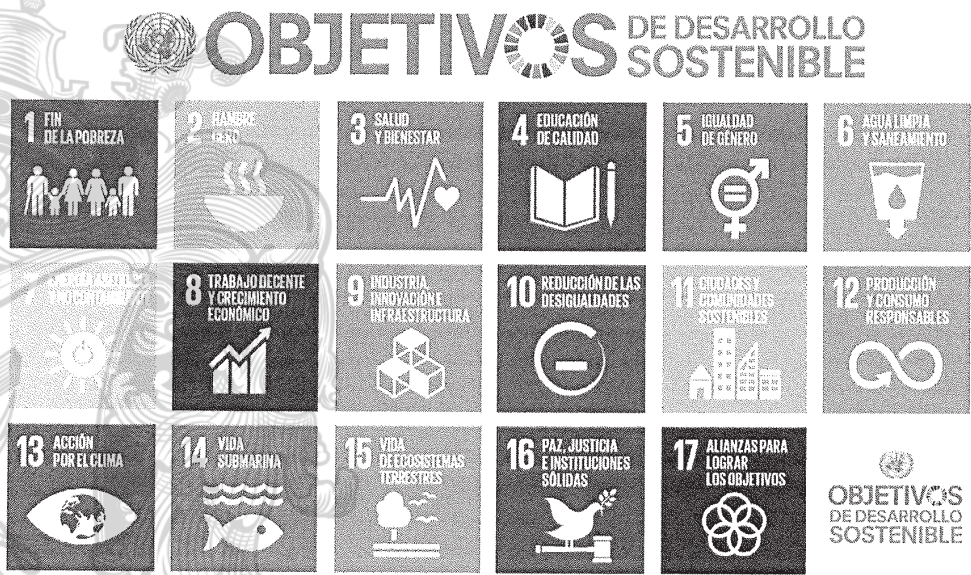 OBJETIVOS
DE DESARROLLO
SOSTENIBLE
1 FIN
DE LA POBREZA
2 HAMBRE
CERO
3 SALUD
Y BIENESTAR
4 EDUCACIÓN
DE CALIDAD
5 IGUALDAD
DE GÉNERO
6 AGUA LIMPIA
Y SANEAMIENTO
7
8 TRABAJO DECENTE
Y CRECIMIENTO
ECONÓMICO
9 INDUSTRIA,
INNOVACIÓN E
INFRAESTRUCTURA
10 REDUCCIÓN DE LAS
DESIGUALDADES
11 CIUDADES Y
COMUNIDADES
SOSTENIBLES
12 PRODUCCIÓN
Y CONSUMO
RESPONSABLES
13 ACCIÓN
POR EL CLIMA
14 VIDA
SUBMARINA
15 VIDA
DE ECOSISTEMAS
TERRESTRES
16 PAZ, JUSTICIA
E INSTITUCIONES
SÓLIDAS
17 ALIANZAS PARA
LOGRAR
LOS OBJETIVOS
OBJETIVOS
DE DESARROLLO
SOSTENIBLE